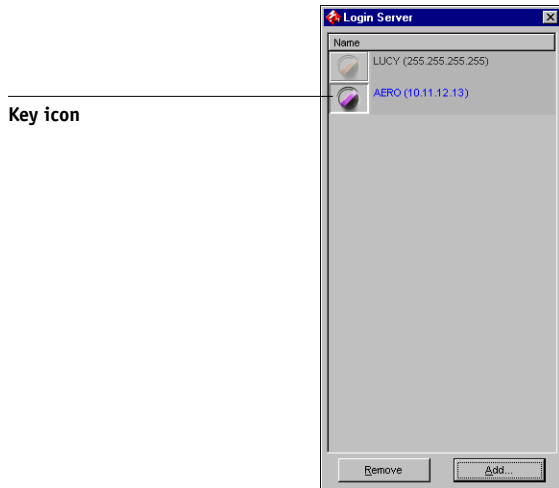 Login Server
Name
LUCY (255.255.255.255)
AERO (10.11.12.13)
Key icon
Remove
Add...